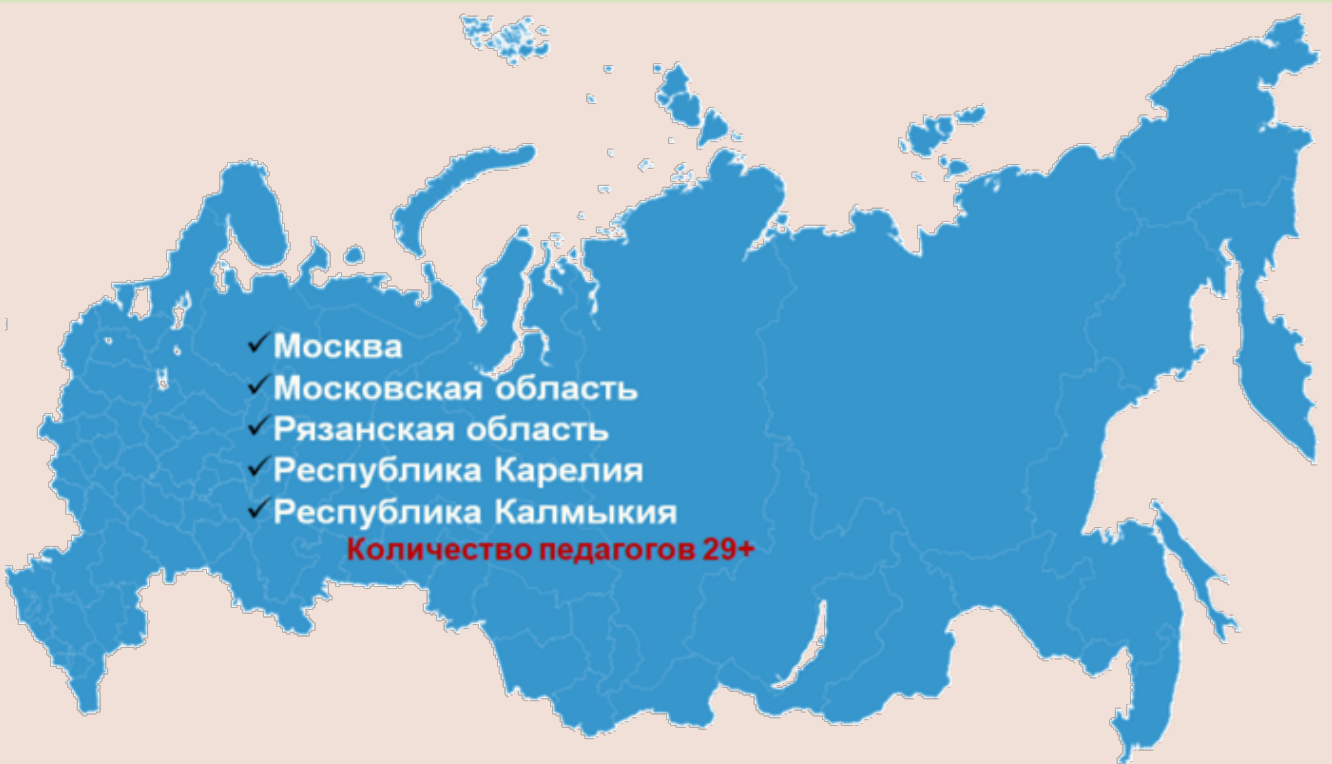 ✓Москва
✓Московская область
✓Рязанская область
✓Республика Карелия
✓Республика Калмыкия
Количество педагогов 29+